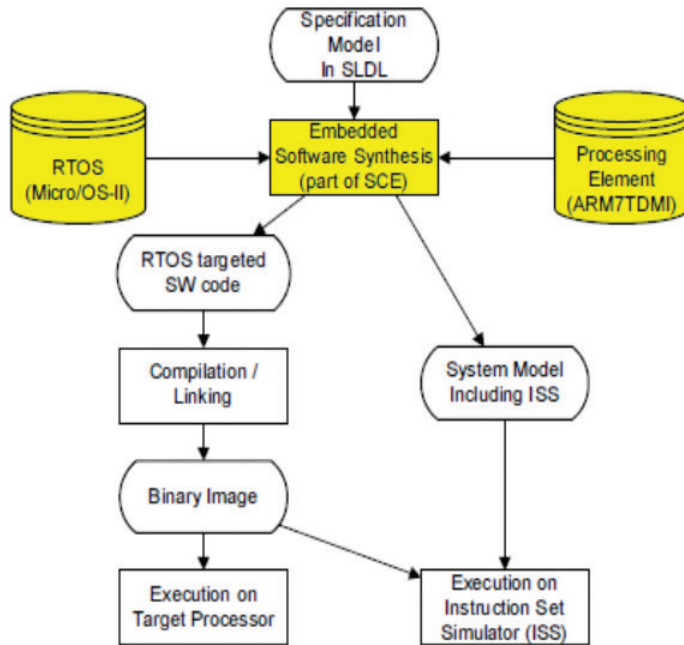 Specification
Model
In SLDL
RTOS
(Micro/OS-II)
Embedded
Software Synthesis
(part of SCE)
Processing
Element
(ARM7TDMI)
RTOS targeted
SW code
Compilation /
Linking
System Model
Including ISS
Binary Image
Execution on
Target Processor
Execution on
Instruction Set
Simulator (ISS)